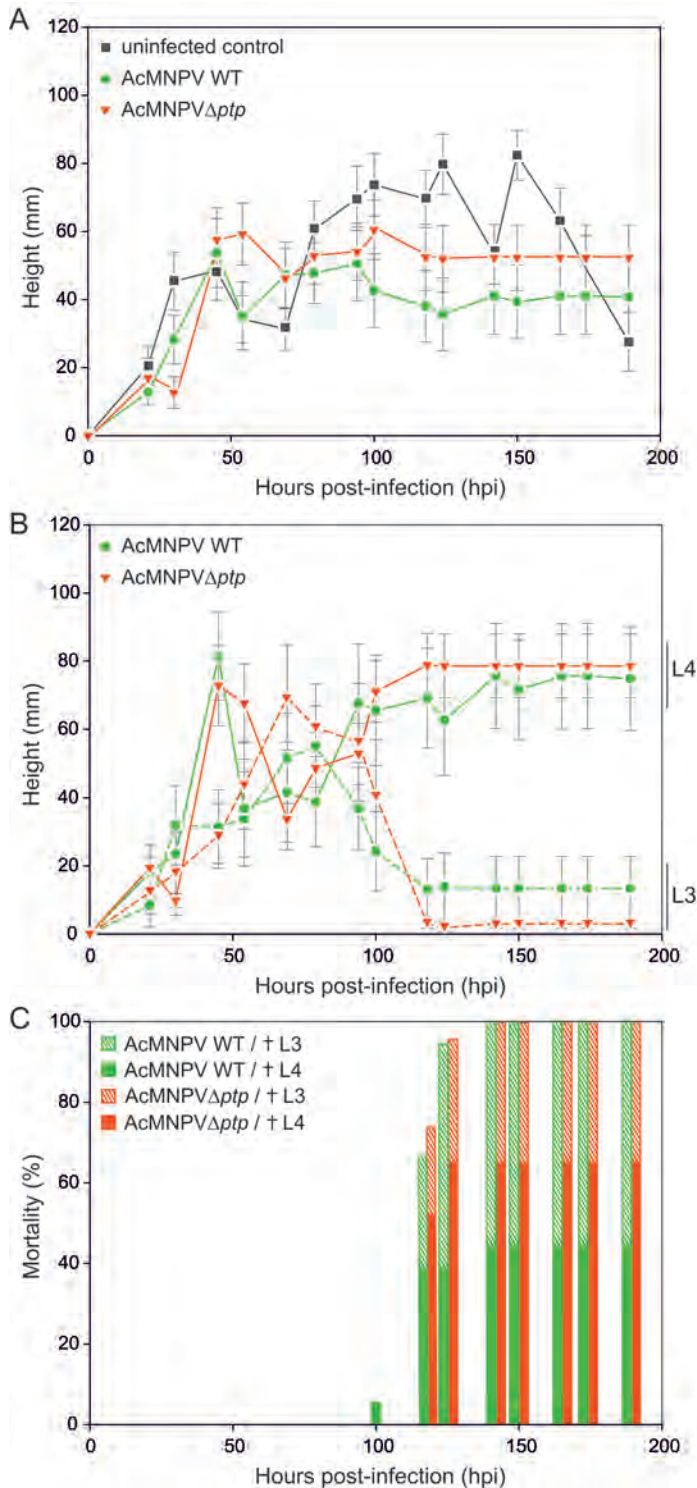 A
120
100
80
60
40
20
0
Height (mm)
uninfected control
AcMNPV WT
AcMNPVΔptp
0 50 100 150 200
Hours post-infection (hpi)
B
120
100
80
60
40
20
0
Height (mm)
AcMNPV WT
AcMNPVΔptp
L4
L3
0 50 100 150 200
Hours post-infection (hpi)
C
100
80
60
40
20
0
Mortality (%)
AcMNPV WT / † L3
AcMNPV WT / † L4
AcMNPVΔptp / † L3
AcMNPVΔptp / † L4
0 50 100 150 200
Hours post-infection (hpi)